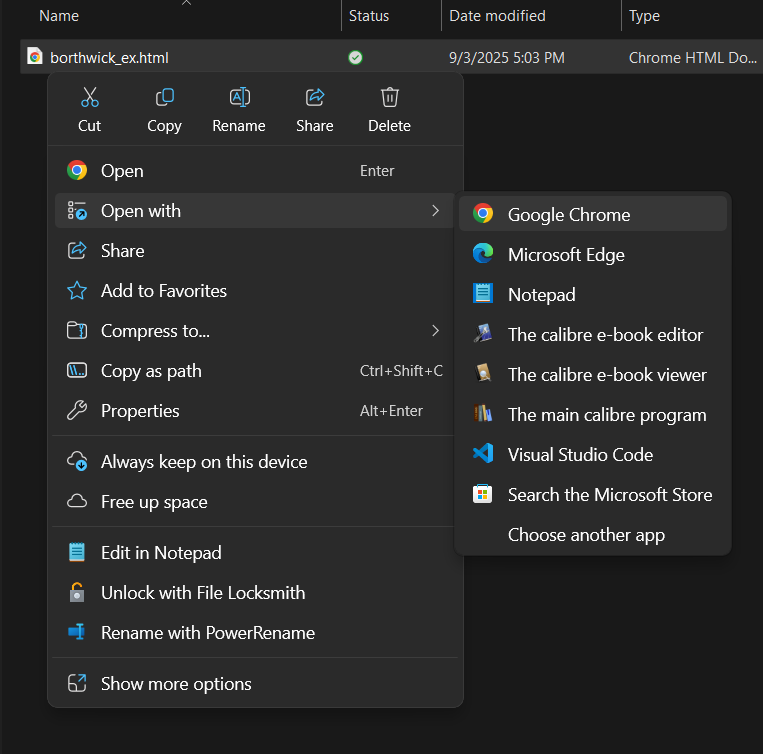 Name Status Date modified Type
borthwick_ex.html 9/3/2025 5:03 PM Chrome HTML Do...
Cut Copy Rename Share Delete
Open Enter
Open with
Share
Add to Favorites
Compress to...
Copy as path Ctrl+Shift+C
Properties Alt+Enter
Always keep on this device
Free up space
Edit in Notepad
Unlock with File Locksmith
Rename with PowerRename
Show more options
Google Chrome
Microsoft Edge
Notepad
The calibre e-book editor
The calibre e-book viewer
The main calibre program
Visual Studio Code
Search the Microsoft Store
Choose another app